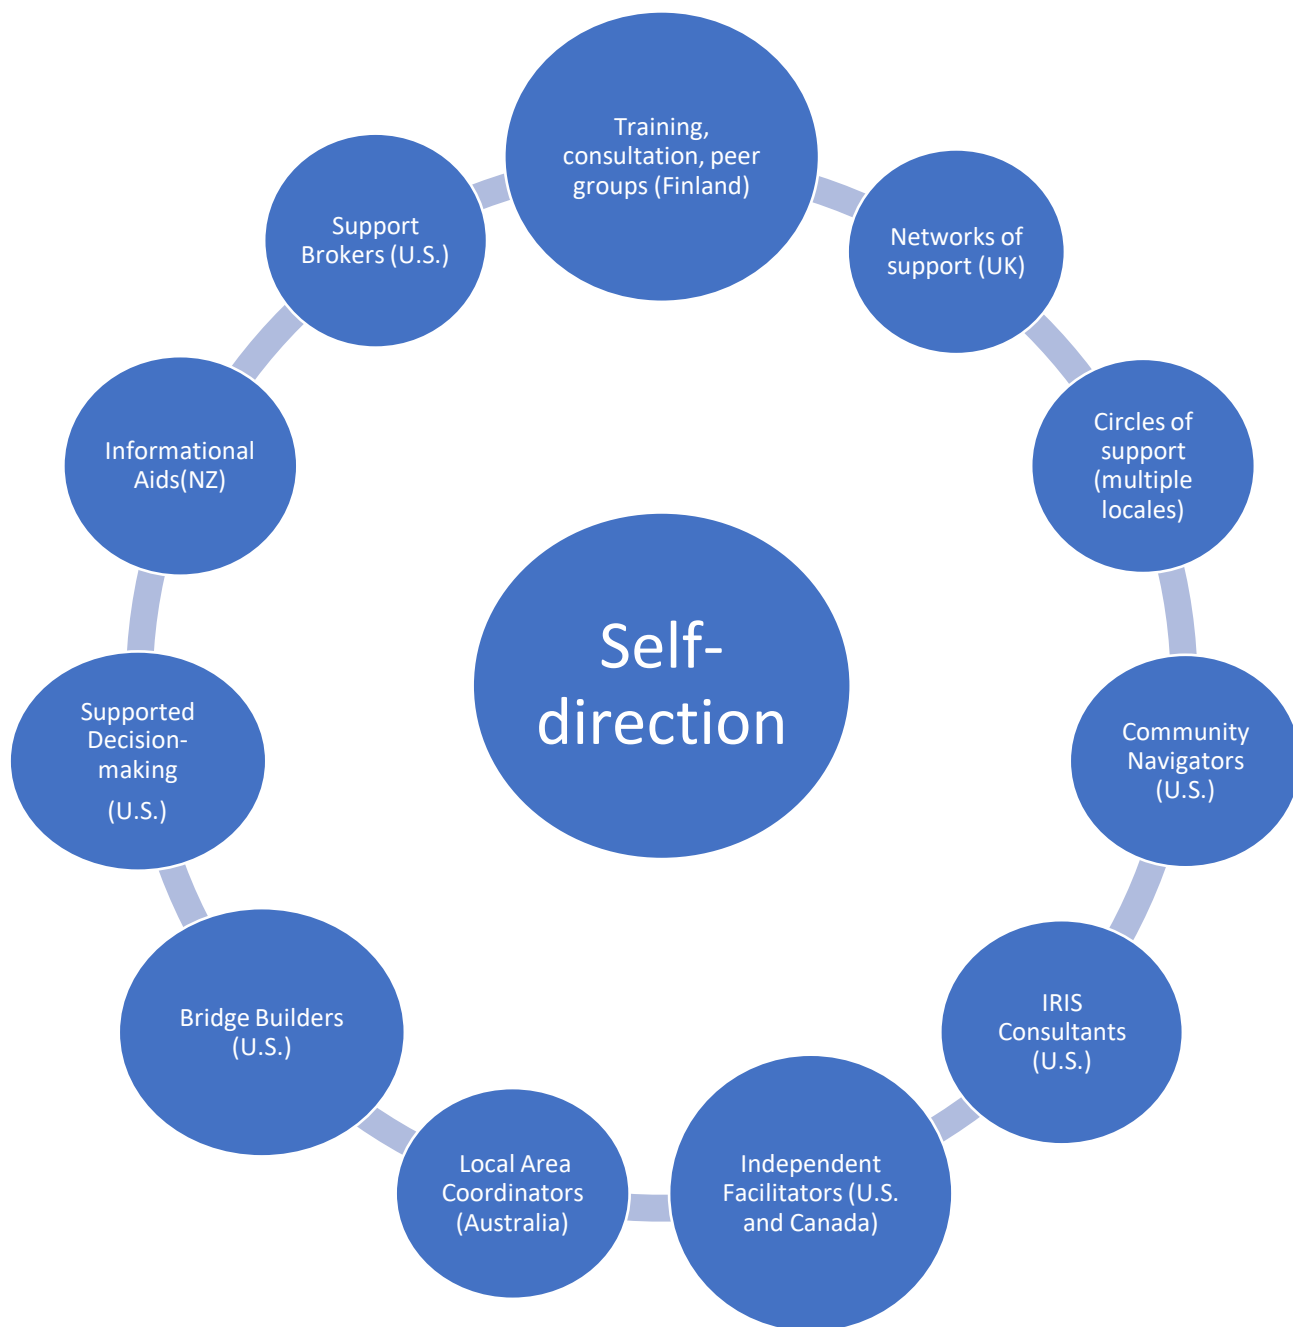 Training,
consultation, peer
groups (Finland)
Networks of
support (UK)
Circles of
support
(multiple
locales)
Community
Navigators
(U.S.)
IRIS
Consultants
(U.S.)
Independent
Facilitators (U.S.
and Canada)
Local Area
Coordinators
(Australia)
Bridge Builders
(U.S.)
Supported
Decision-
making
(U.S.)
Informational
Aids(NZ)
Support
Brokers (U.S.)
Self-
direction